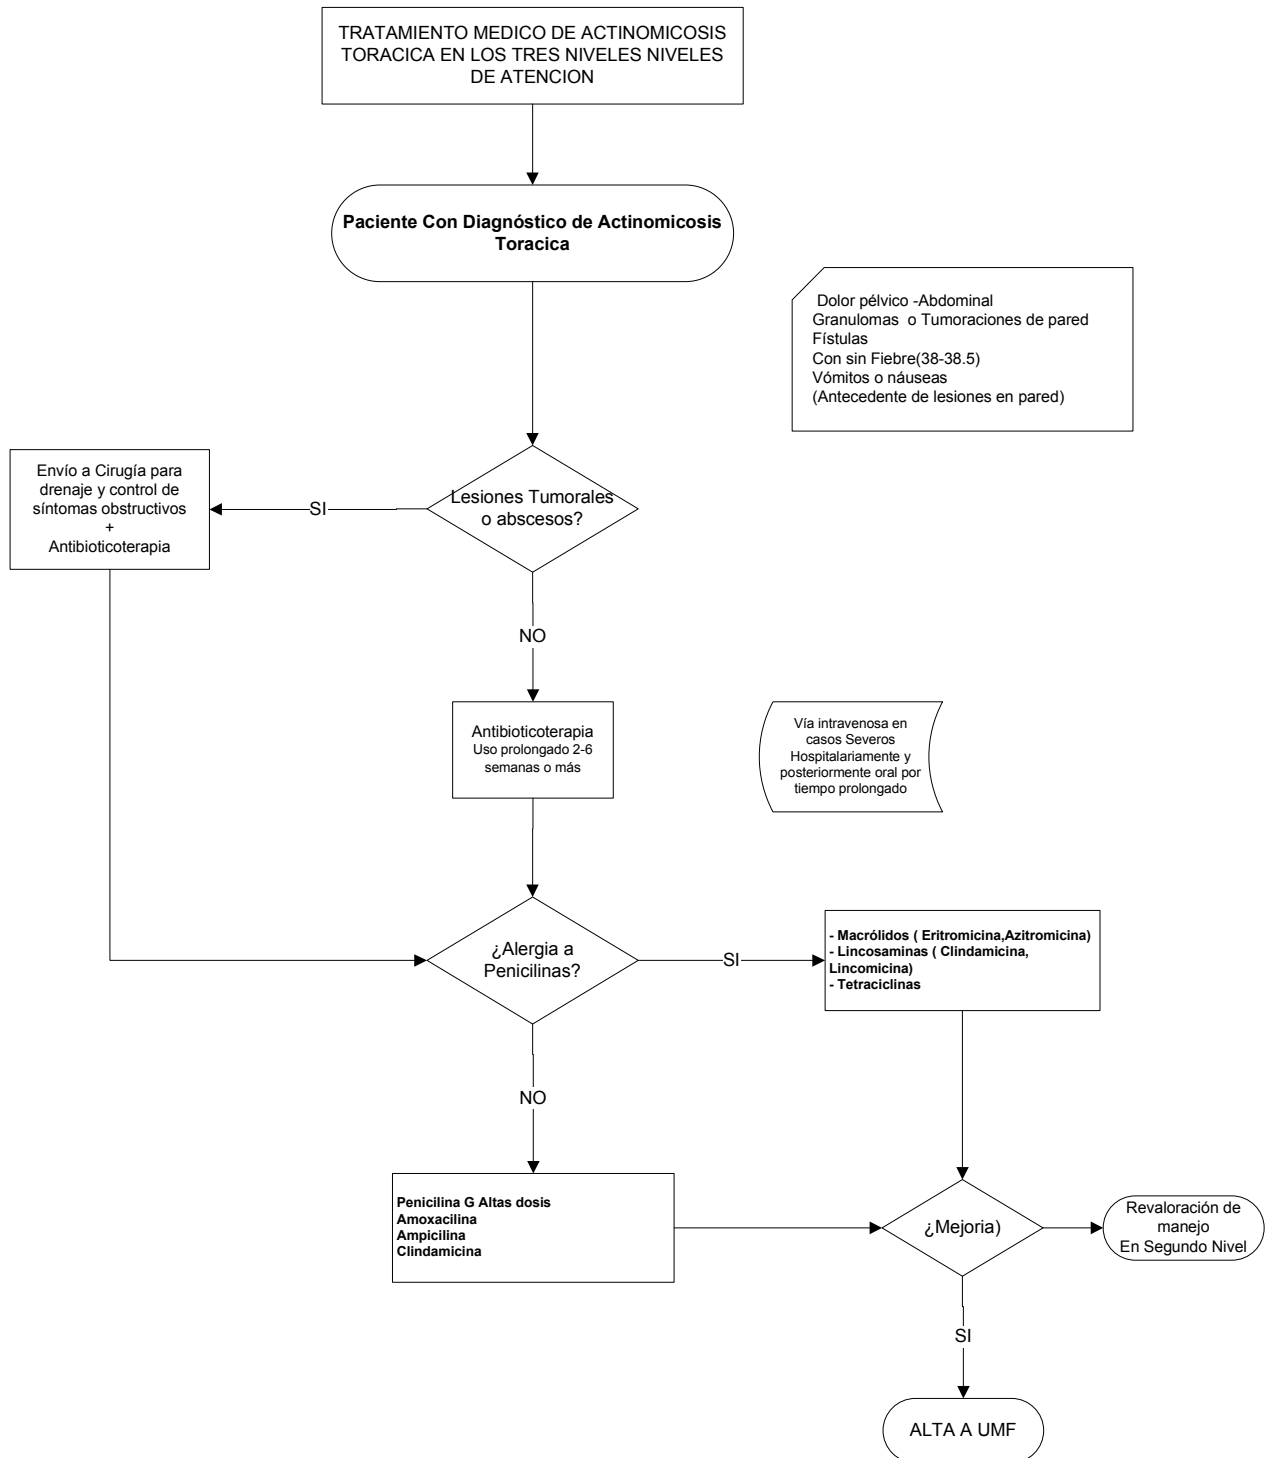 TRATAMIENTO MEDICO DE ACTINOMICOSIS
TORACICA EN LOS TRES NIVELES NIVELES
DE ATENCION
Paciente Con Diagnóstico de Actinomicosis
Toracica
Dolor pélvico -Abdominal
Granulomas o Tumoraciones de pared
Fístulas
Con sin Fiebre(38-38.5)
Vómitos o náuseas
(Antecedente de lesiones en pared)
Envío a Cirugía para
drenaje y control de
síntomas obstructivos
+
Antibioticoterapia
SI
Lesiones Tumorales
o abscesos?
NO
Antibioticoterapia
Uso prolongado 2-6
semanas o más
Vía intravenosa en
casos Severos
Hospitalariamente y
posteriormente oral por
tiempo prolongado
¿Alergia a
Penicilinas?
SI
- Macrólidos ( Eritromicina,Azitromicina)
- Lincosaminas ( Clindamicina,
Lincomicina)
- Tetraciclinas
NO
Penicilina G Altas dosis
Amoxacilina
Ampicilina
Clindamicina
¿Mejoria)
Revaloración de
manejo
En Segundo Nivel
SI
ALTA A UMF